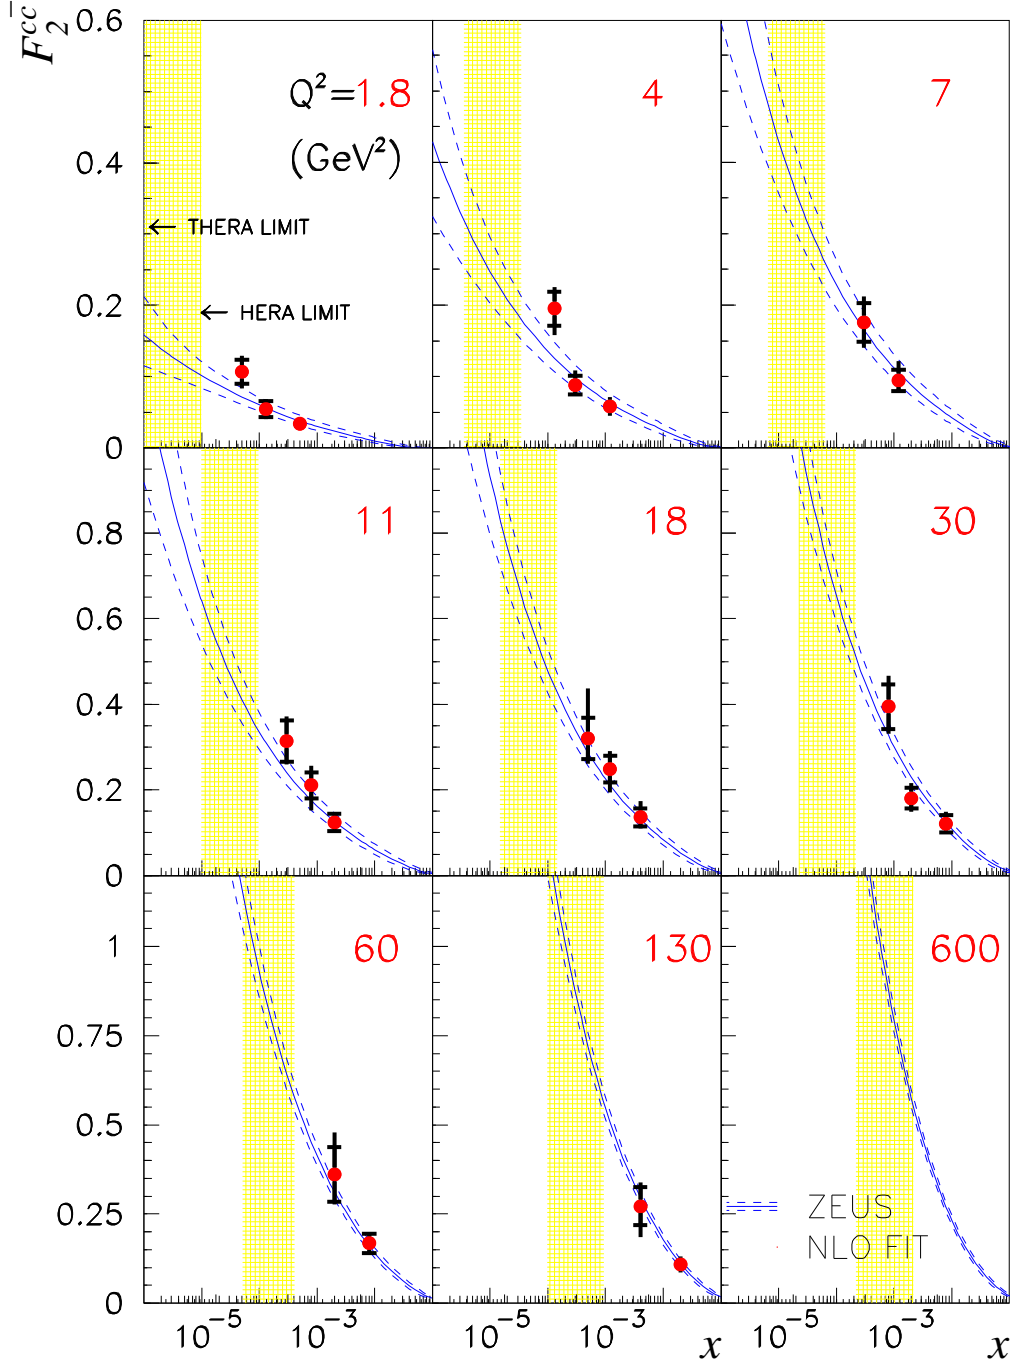 F₂^{cc̄}
0.6
Q²=1.8
4
7
(GeV²)
0.4
← THERA LIMIT
0.2
← HERA LIMIT
0
11
18
30
0.8
0.6
0.4
0.2
0
60
130
600
1
0.75
0.5
0.25
ZEUS
NLO FIT
0
10⁻⁵ 10⁻³ x 10⁻⁵ 10⁻³ x 10⁻⁵ 10⁻³ x